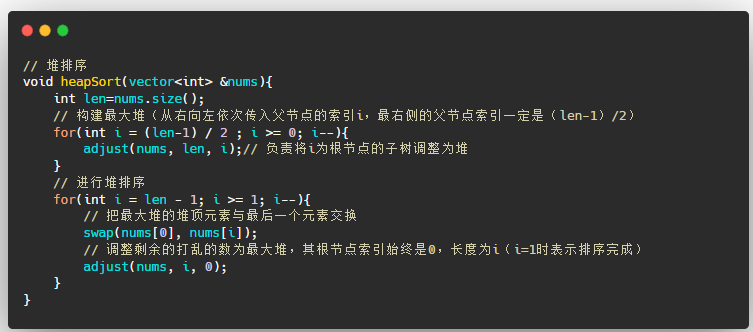 // 堆排序
void heapSort(vector<int> &nums){
    int len=nums.size();
    // 构建最大堆（从右向左依次传入父节点的索引i，最右侧的父节点索引一定是（len-1）/2）
    for(int i = (len-1) / 2 ; i >= 0; i--){
        adjust(nums, len, i);// 负责将i为根节点的子树调整为堆
    }
    // 进行堆排序
    for(int i = len - 1; i >= 1; i--){
        // 把最大堆的堆顶元素与最后一个元素交换
        swap(nums[0], nums[i]);
        // 调整剩余的打乱的数为最大堆，其根节点索引始终是0，长度为i（i=1时表示排序完成）
        adjust(nums, i, 0);
    }
}